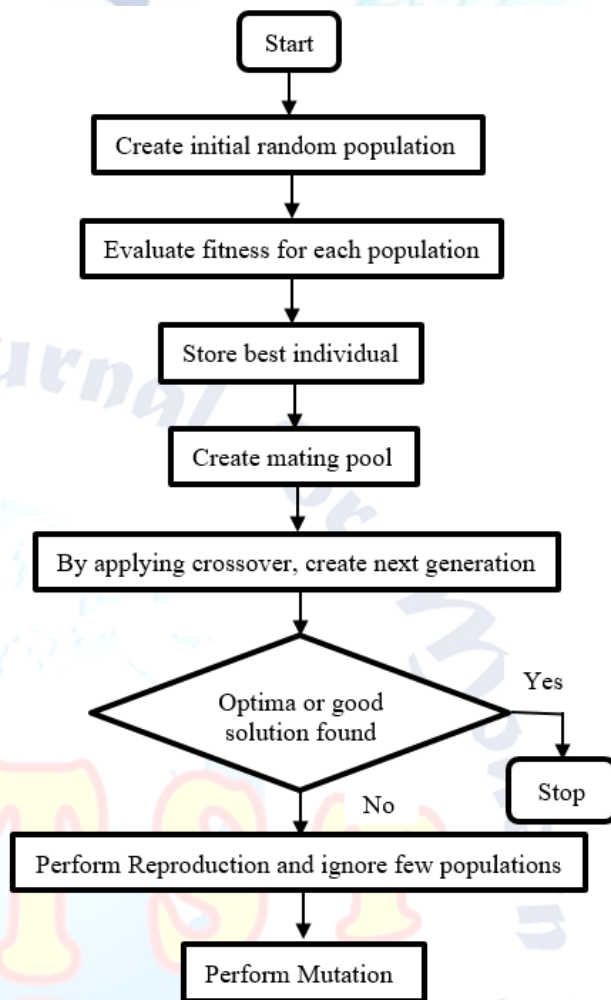 Start
Create initial random population
Evaluate fitness for each population
Store best individual
Create mating pool
By applying crossover, create next generation
Optima or good
solution found
Yes
Stop
No
Perform Reproduction and ignore few populations
Perform Mutation